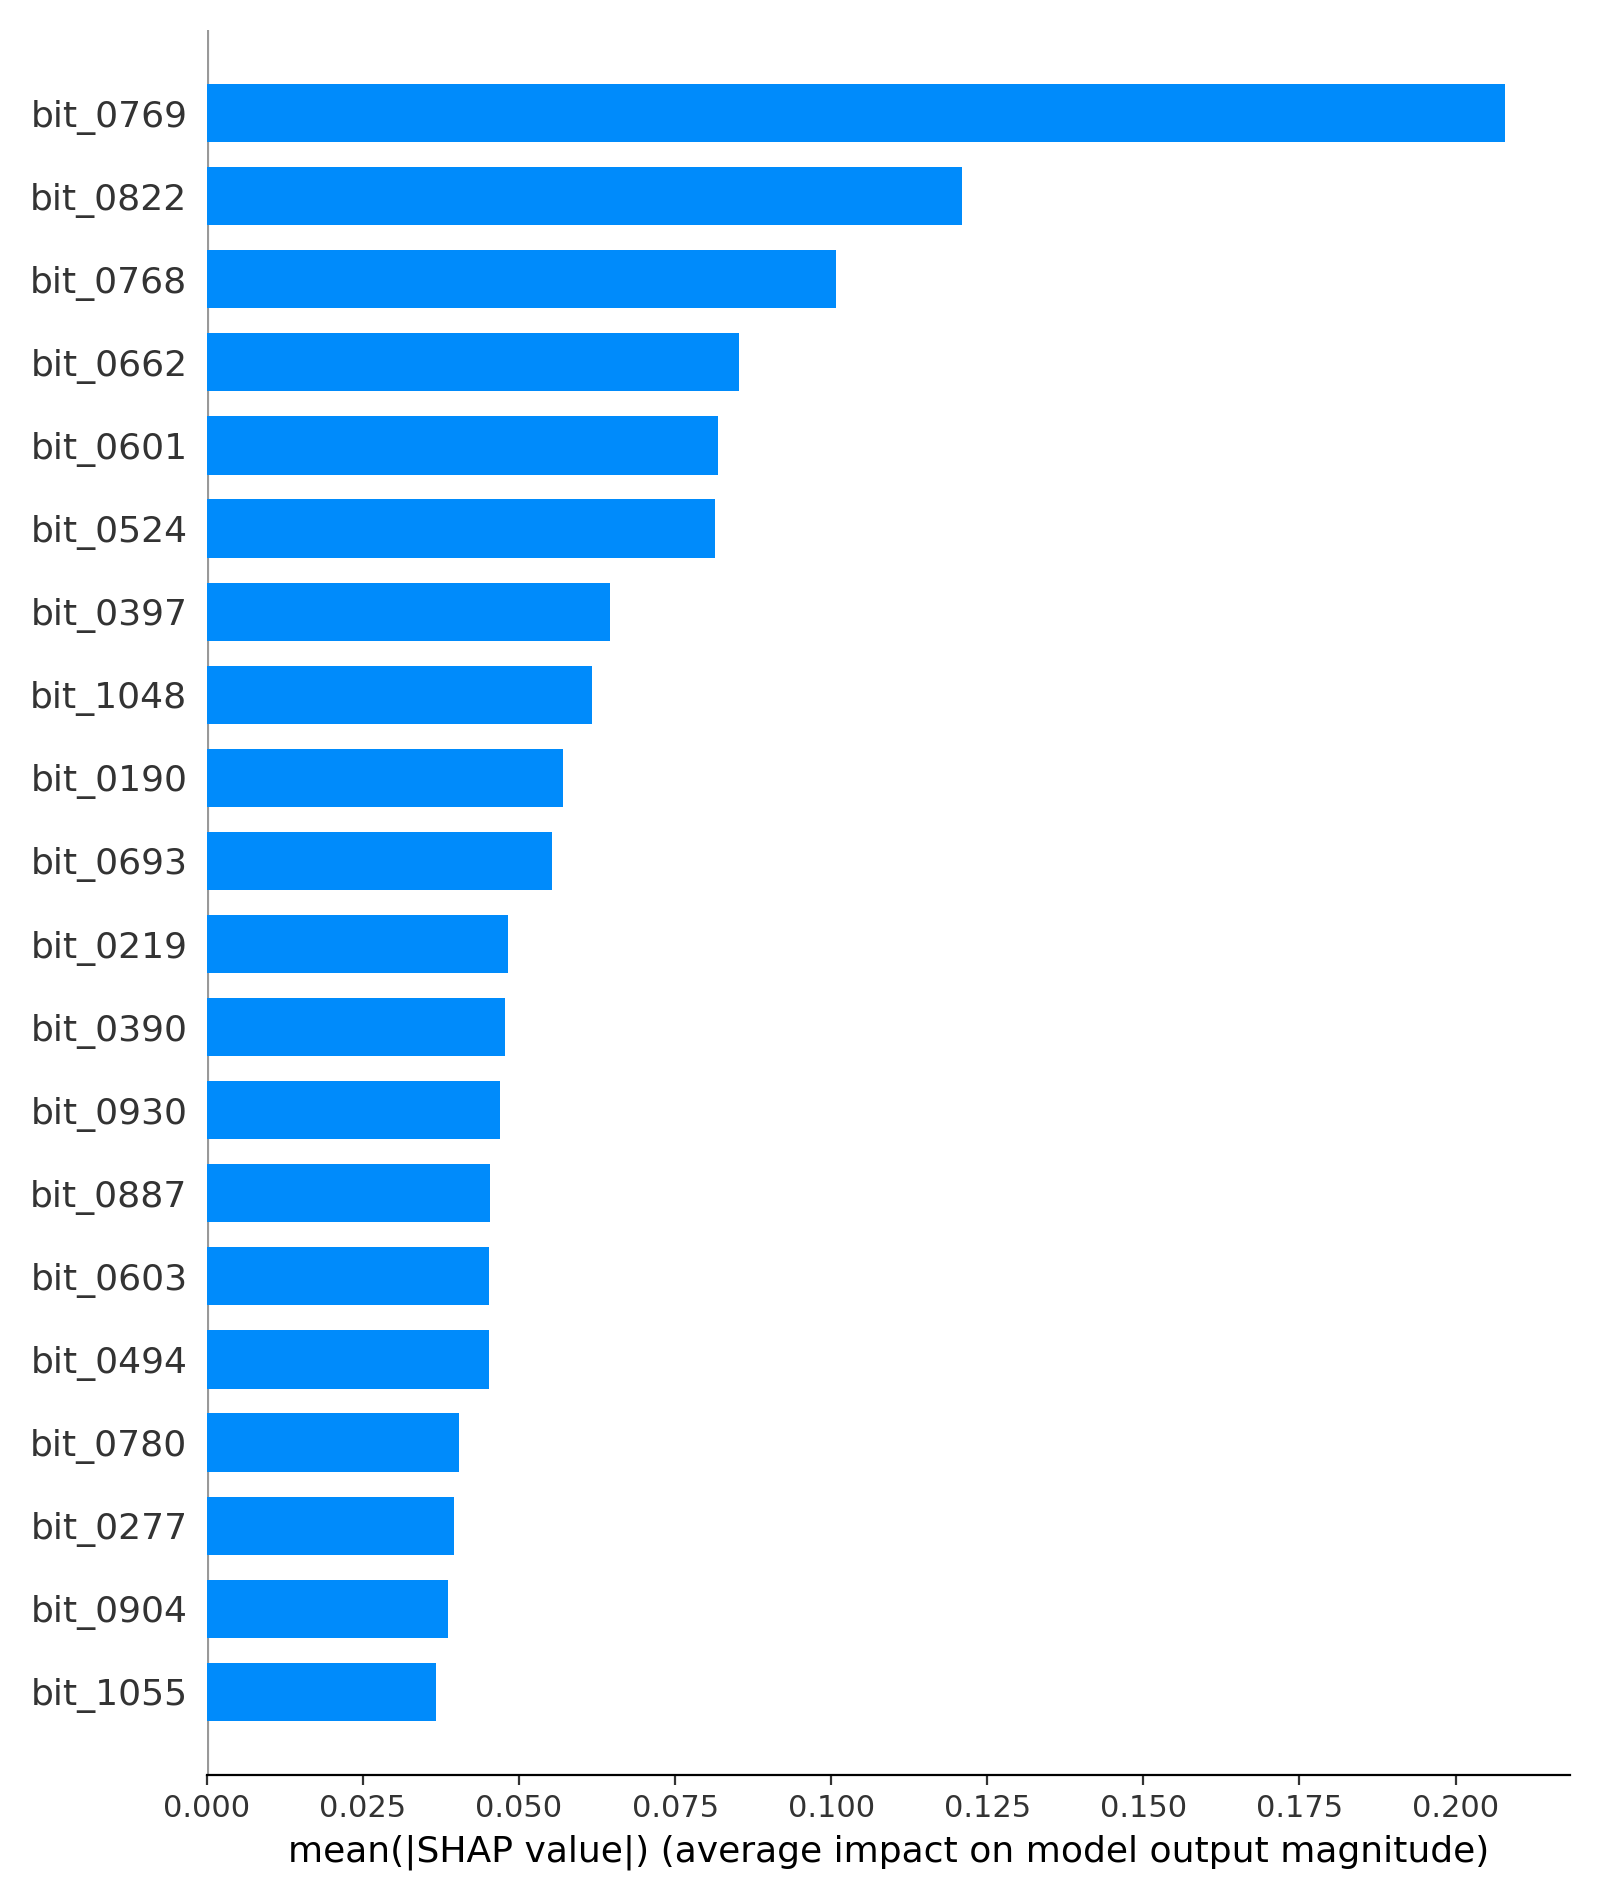 bit_0769
bit_0822
bit_0768
bit_0662
bit_0601
bit_0524
bit_0397
bit_1048
bit_0190
bit_0693
bit_0219
bit_0390
bit_0930
bit_0887
bit_0603
bit_0494
bit_0780
bit_0277
bit_0904
bit_1055
0.000 0.025 0.050 0.075 0.100 0.125 0.150 0.175 0.200
mean(|SHAP value|) (average impact on model output magnitude)